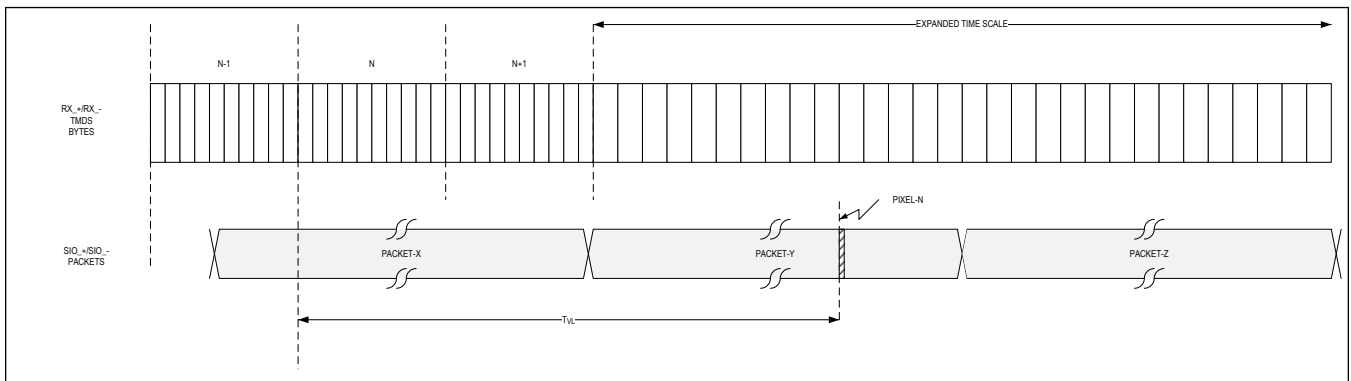 EXPANDED TIME SCALE
N-1
N
N+1
RX_+/RX_-
TMDS
BYTES
PIXEL-N
SIO_+/SIO_-
PACKETS
PACKET-X
PACKET-Y
PACKET-Z
TVL